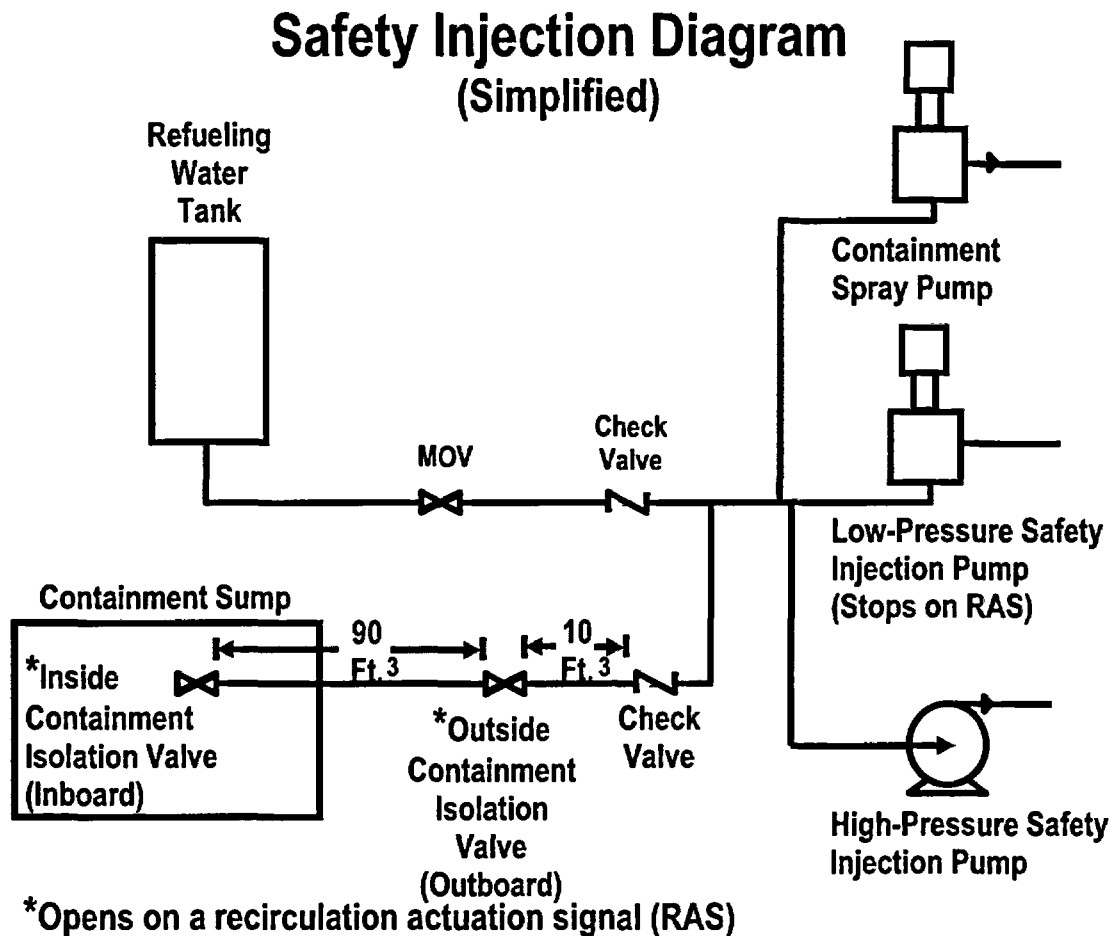 Safety Injection Diagram
(Simplified)
Refueling
Water
Tank
Containment
Spray Pump
MOV
Check
Valve
Low-Pressure Safety
Injection Pump
(Stops on RAS)
Containment Sump
90
Ft.3
10
Ft.3
*Inside
Containment
Isolation Valve
(Inboard)
*Outside
Containment
Isolation
Valve
(Outboard)
Check
Valve
High-Pressure Safety
Injection Pump
*Opens on a recirculation actuation signal (RAS)